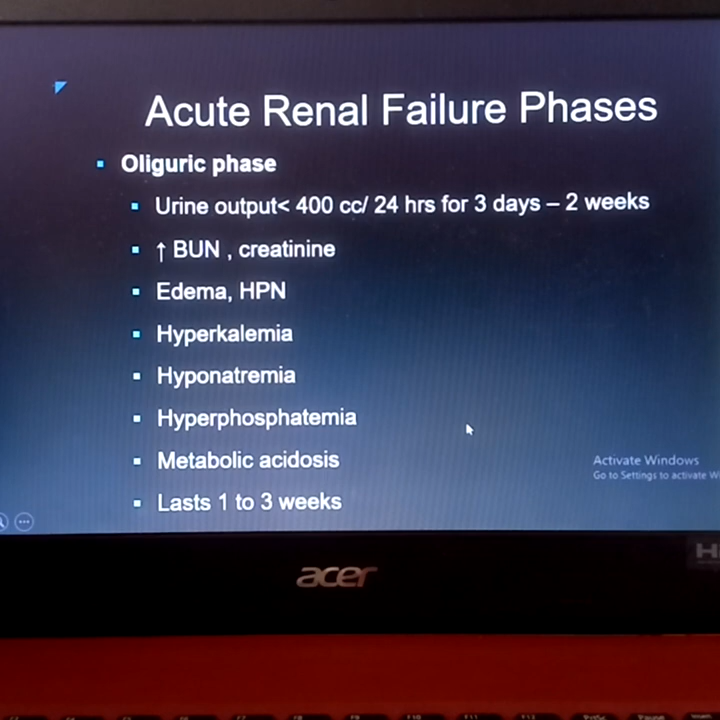 Acute Renal Failure Phases
Oliguric phase
Urine output< 400 cc/ 24 hrs for 3 days – 2 weeks
↑ BUN , creatinine
Edema, HPN
Hyperkalemia
Hyponatremia
Hyperphosphatemia
Metabolic acidosis
Lasts 1 to 3 weeks
Activate Windows
Go to Settings to activate W
acer
H